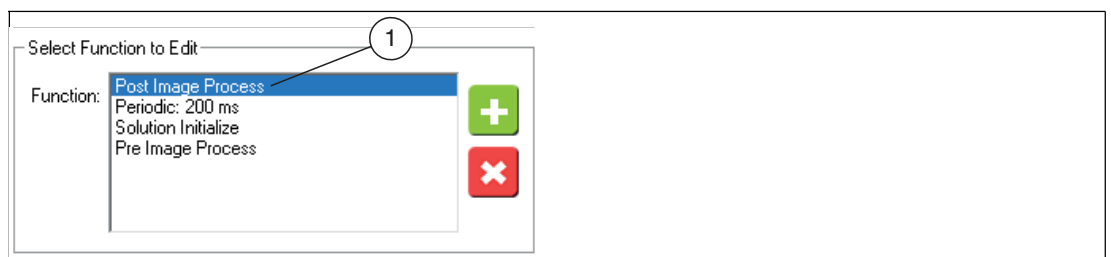 1
Select Function to Edit
Function:
Post Image Process
Periodic: 200 ms
Solution Initialize
Pre Image Process